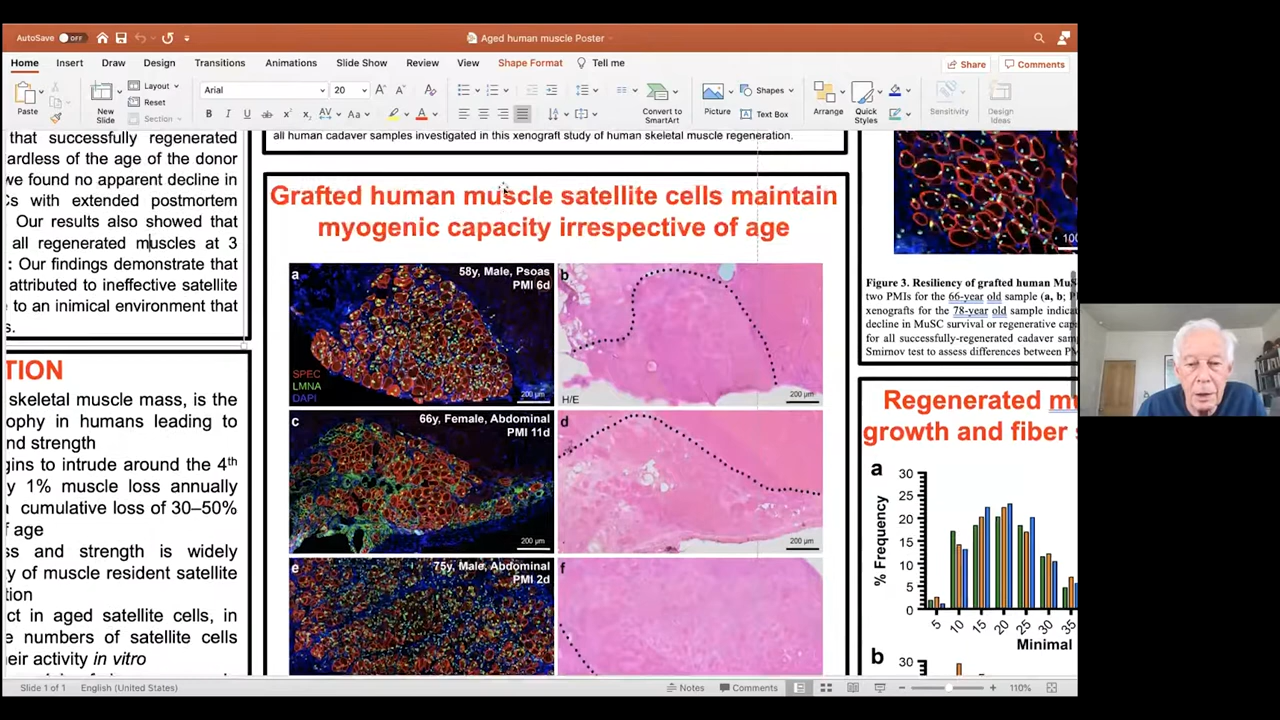 AutoSave OFF
Aged human muscle Poster
Home Insert Draw Design Transitions Animations Slide Show Review View Shape Format Tell me
Share Comments
Paste
New Slide
Layout
Reset
Section
Arial 20
Convert to SmartArt
Picture
Shapes
Text Box
Arrange
Quick Styles
Sensitivity
Design Ideas
that successfully regenerated
ardless of the age of the donor
we found no apparent decline in
Cs with extended postmortem
Our results also showed that
all regenerated muscles at 3
: Our findings demonstrate that
attributed to ineffective satellite
e to an inimical environment that
s.
TION
skeletal muscle mass, is the
ophy in humans leading to
nd strength
gins to intrude around the 4th
y 1% muscle loss annually
a cumulative loss of 30–50%
f age
ss and strength is widely
y of muscle resident satellite
tion
ct in aged satellite cells, in
e numbers of satellite cells
eir activity in vitro
all human cadaver samples investigated in this xenograft study of human skeletal muscle regeneration.
Grafted human muscle satellite cells maintain
myogenic capacity irrespective of age
a
58y, Male, Psoas
PMI 6d
SPEC
LMNA
DAPI
200 µm
b
H/E
200 µm
c
66y, Female, Abdominal
PMI 11d
200 µm
d
200 µm
e
75y, Male, Abdominal
PMI 2d
f
100
Figure 3. Resiliency of grafted human MuS
two PMIs for the 66-year old sample (a, b; P
xenografts for the 78-year old sample indica
decline in MuSC survival or regenerative cap
for all successfully-regenerated cadaver sam
Smirnov test to assess differences between PM
Regenerated mu
growth and fiber s
a
% Frequency
30
25
20
15
10
5
0
5 10 15 20 25 30 35
Minimal
b
30
Slide 1 of 1 English (United States)
Notes Comments 110%